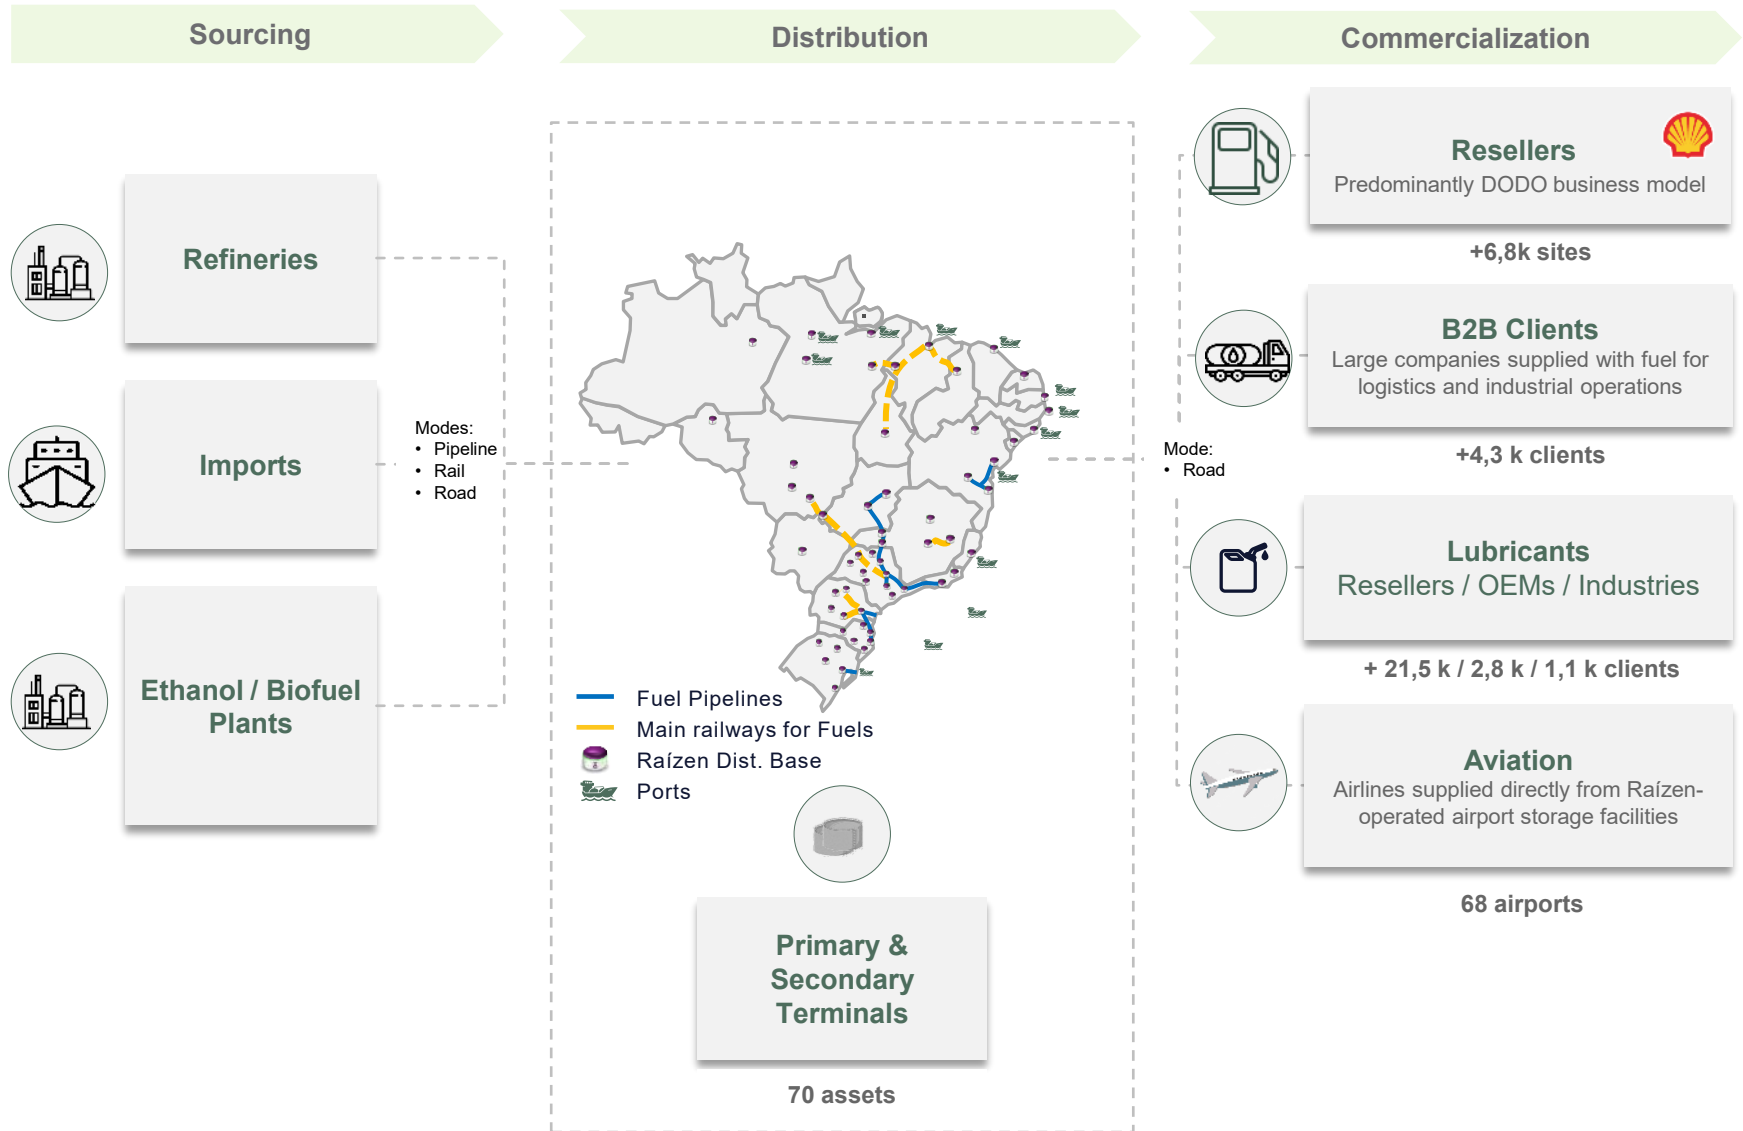 Sourcing
Distribution
Commercialization
Refineries
Imports
Ethanol / Biofuel
Plants
Modes:
• Pipeline
• Rail
• Road
Fuel Pipelines
Main railways for Fuels
Raízen Dist. Base
Ports
Primary &
Secondary
Terminals
70 assets
Mode:
• Road
Resellers
Predominantly DODO business model
+6,8k sites
B2B Clients
Large companies supplied with fuel for
logistics and industrial operations
+4,3 k clients
Lubricants
Resellers / OEMs / Industries
+ 21,5 k / 2,8 k / 1,1 k clients
Aviation
Airlines supplied directly from Raízen-
operated airport storage facilities
68 airports